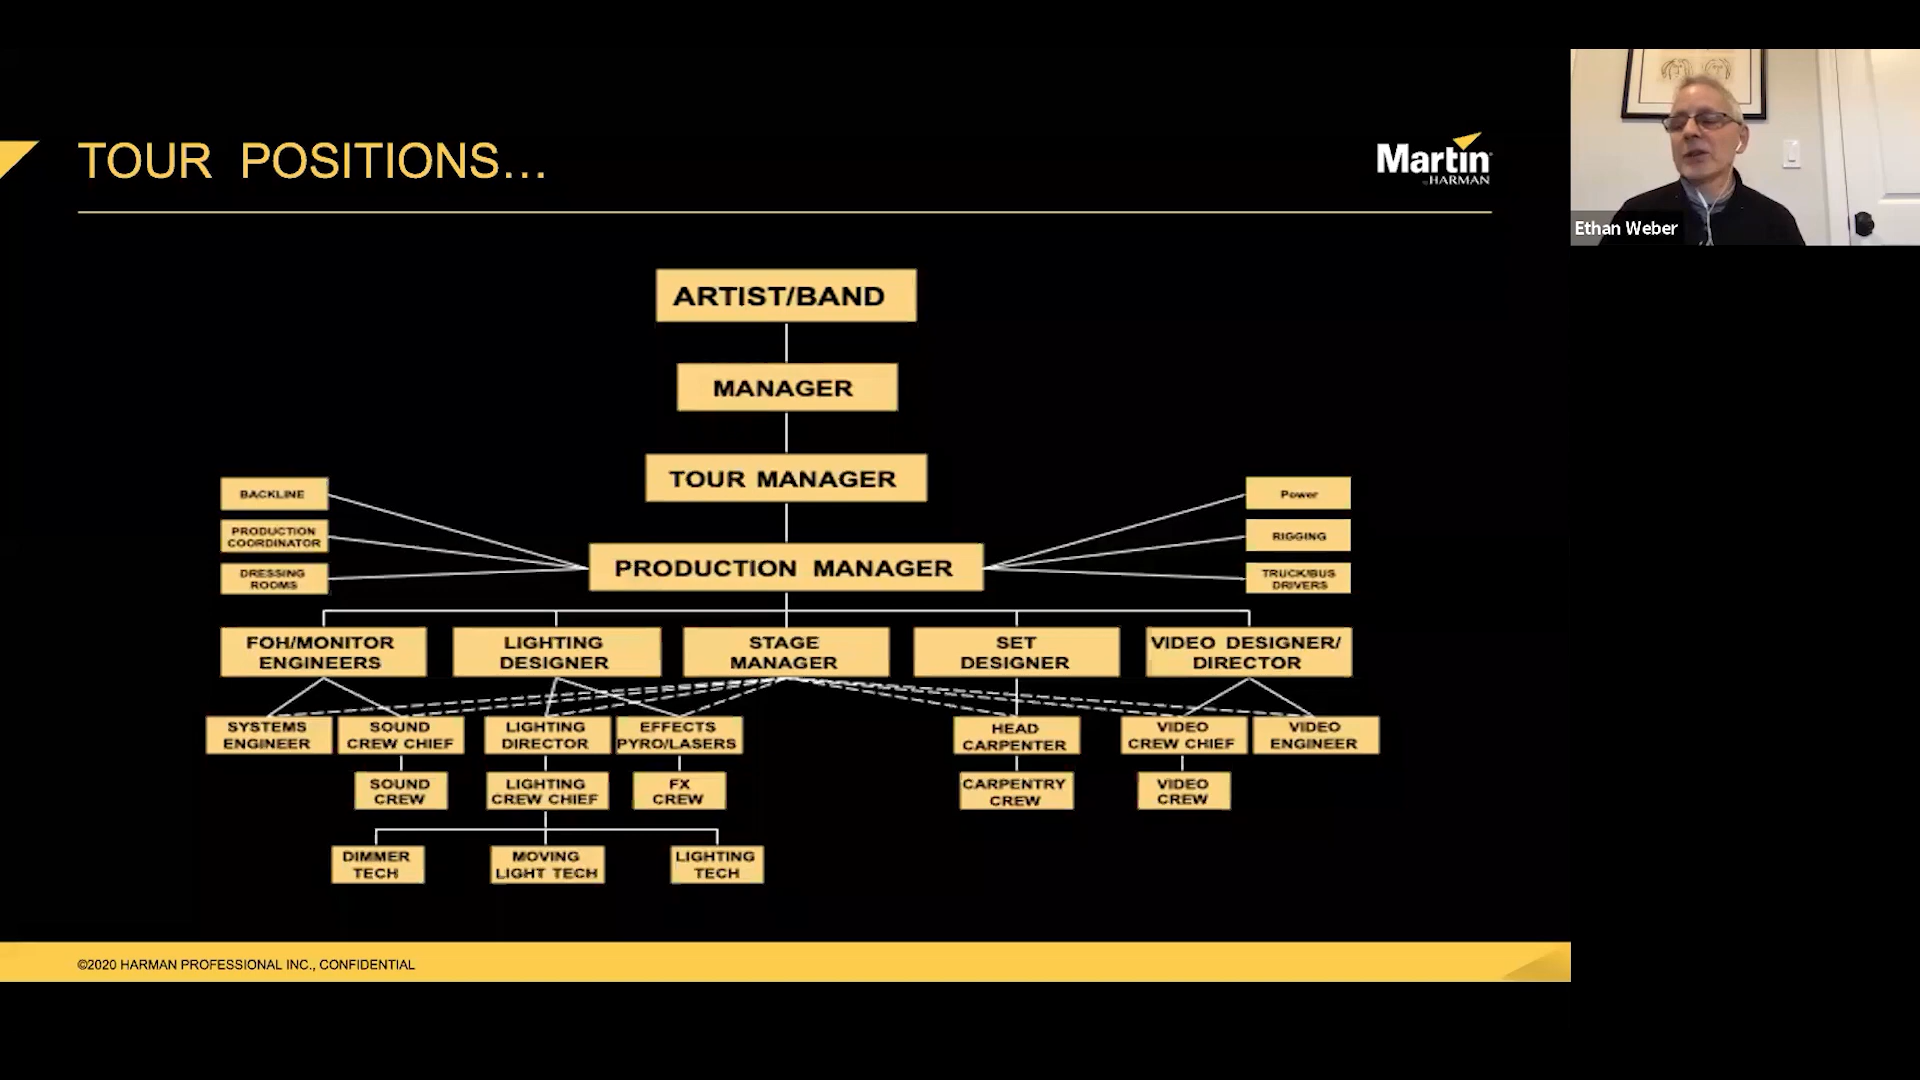 TOUR POSITIONS...
Martin
by HARMAN
Ethan Weber
ARTIST/BAND
MANAGER
TOUR MANAGER
BACKLINE
PRODUCTION
COORDINATOR
DRESSING
ROOMS
PRODUCTION MANAGER
Power
RIGGING
TRUCK/BUS
DRIVERS
FOH/MONITOR
ENGINEERS
LIGHTING
DESIGNER
STAGE
MANAGER
SET
DESIGNER
VIDEO DESIGNER/
DIRECTOR
SYSTEMS
ENGINEER
SOUND
CREW CHIEF
LIGHTING
DIRECTOR
EFFECTS
PYRO/LASERS
HEAD
CARPENTER
VIDEO
CREW CHIEF
VIDEO
ENGINEER
SOUND
CREW
LIGHTING
CREW CHIEF
FX
CREW
CARPENTRY
CREW
VIDEO
CREW
DIMMER
TECH
MOVING
LIGHT TECH
LIGHTING
TECH
©2020 HARMAN PROFESSIONAL INC., CONFIDENTIAL